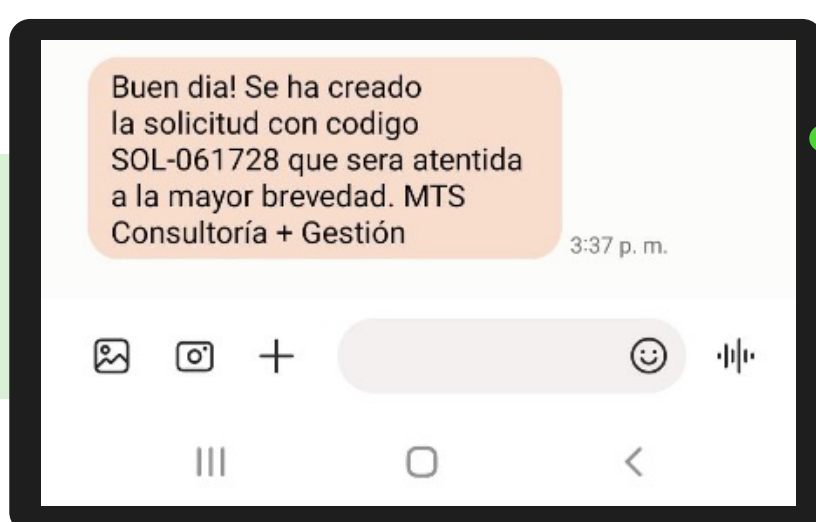 Buen dia! Se ha creado
la solicitud con codigo
SOL-061728 que sera atentida
a la mayor brevedad. MTS
Consultoría + Gestión
3:37 p. m.